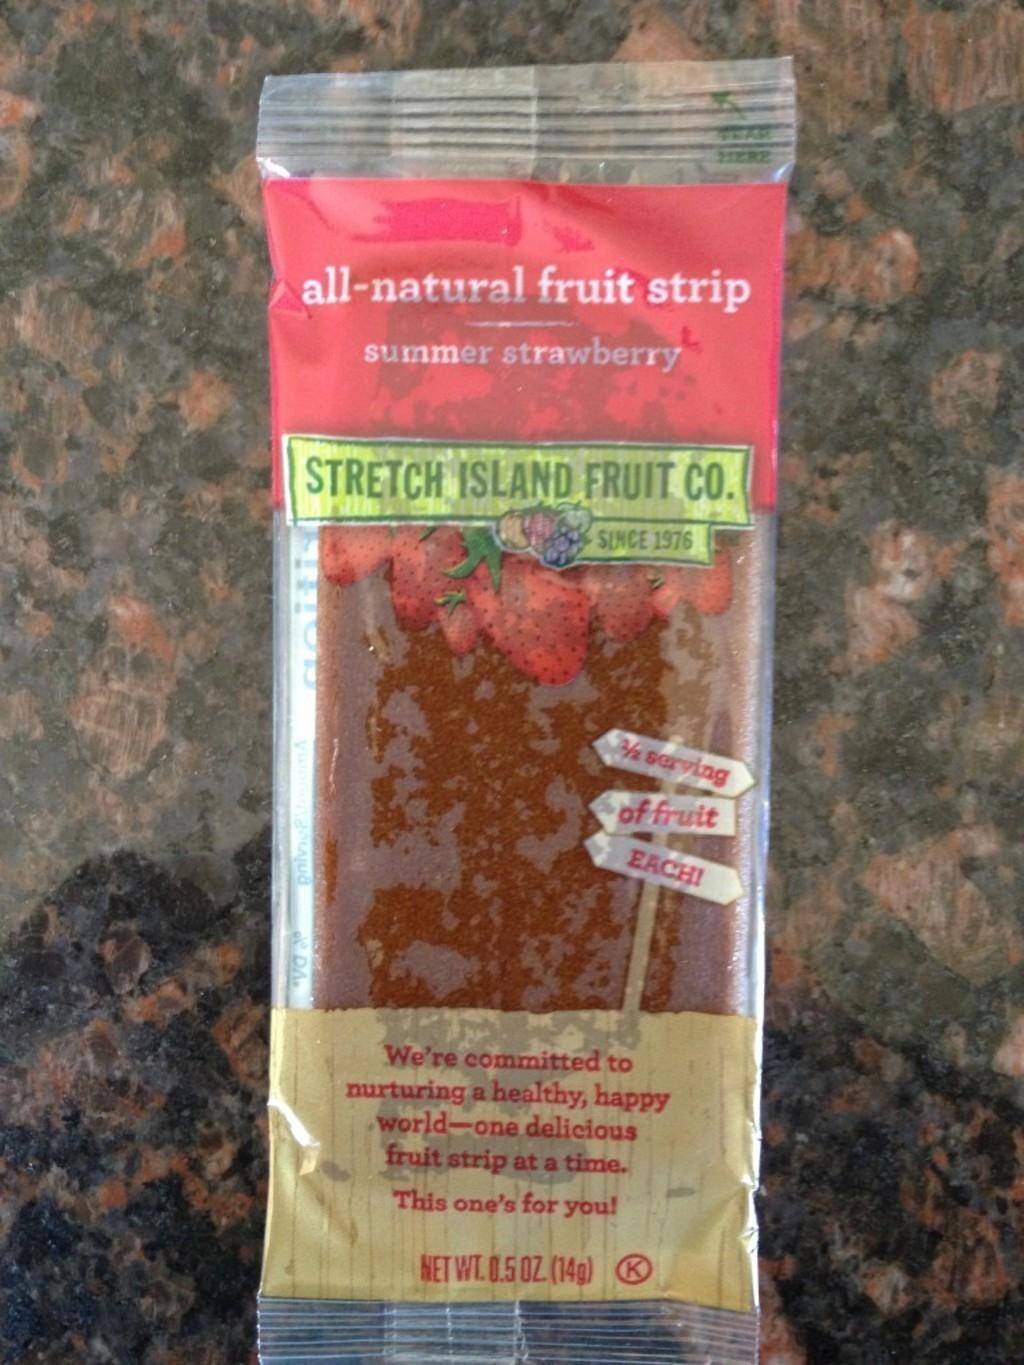 TEAR
HERE
all-natural fruit strip
summer strawberry
STRETCH ISLAND FRUIT CO.
SINCE 1976
½ serving
of fruit
EACH!
We're committed to
nurturing a healthy, happy
world—one delicious
fruit strip at a time.
This one's for you!
NET WT. 0.5 OZ. (14g) K